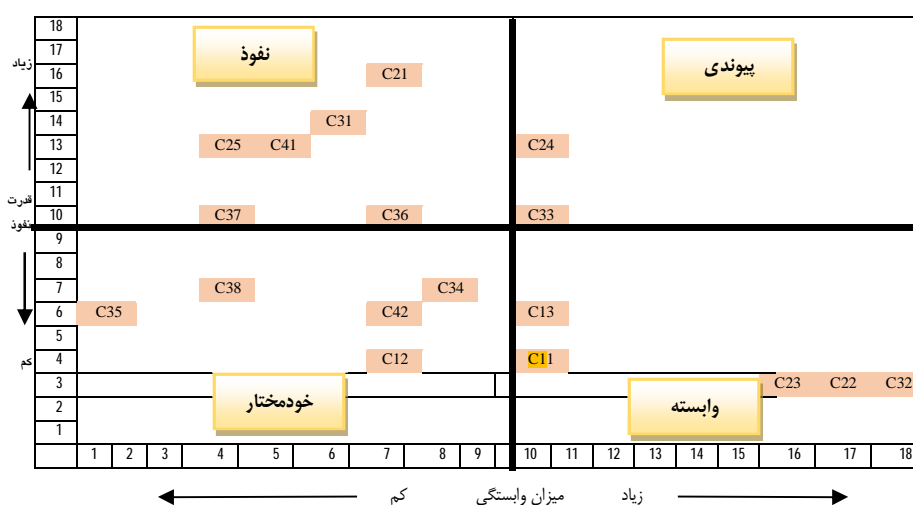 18
17 نفوذ پیوندی
زیاد 16 C21
15
14 C31
13 C25 C41 C24
12
11
قدرت
10 C37 C36 C33
نفوذ
9
8
7 C38 C34
6 C35 C42 C13
5
کم 4 C12 C11
3 C23 C22 C32
2 خودمختار وابسته
1
1 2 3 4 5 6 7 8 9 10 11 12 13 14 15 16 17 18
کم میزان وابستگی زیاد